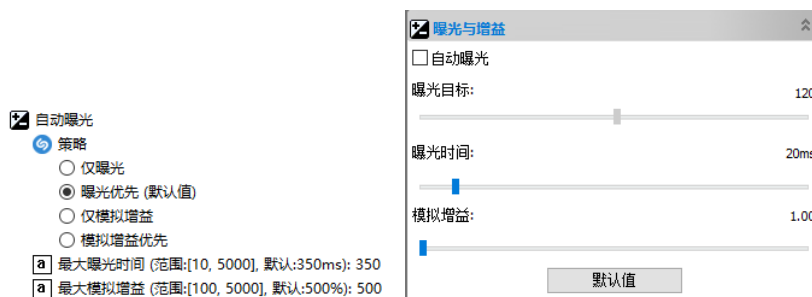 自动曝光
策略
仅曝光
曝光优先 (默认值)
仅模拟增益
模拟增益优先
a 最大曝光时间 (范围:[10, 5000], 默认:350ms): 350
a 最大模拟增益 (范围:[100, 5000], 默认:500%): 500
曝光与增益
自动曝光
曝光目标:
120
曝光时间:
20ms
模拟增益:
1.00
默认值